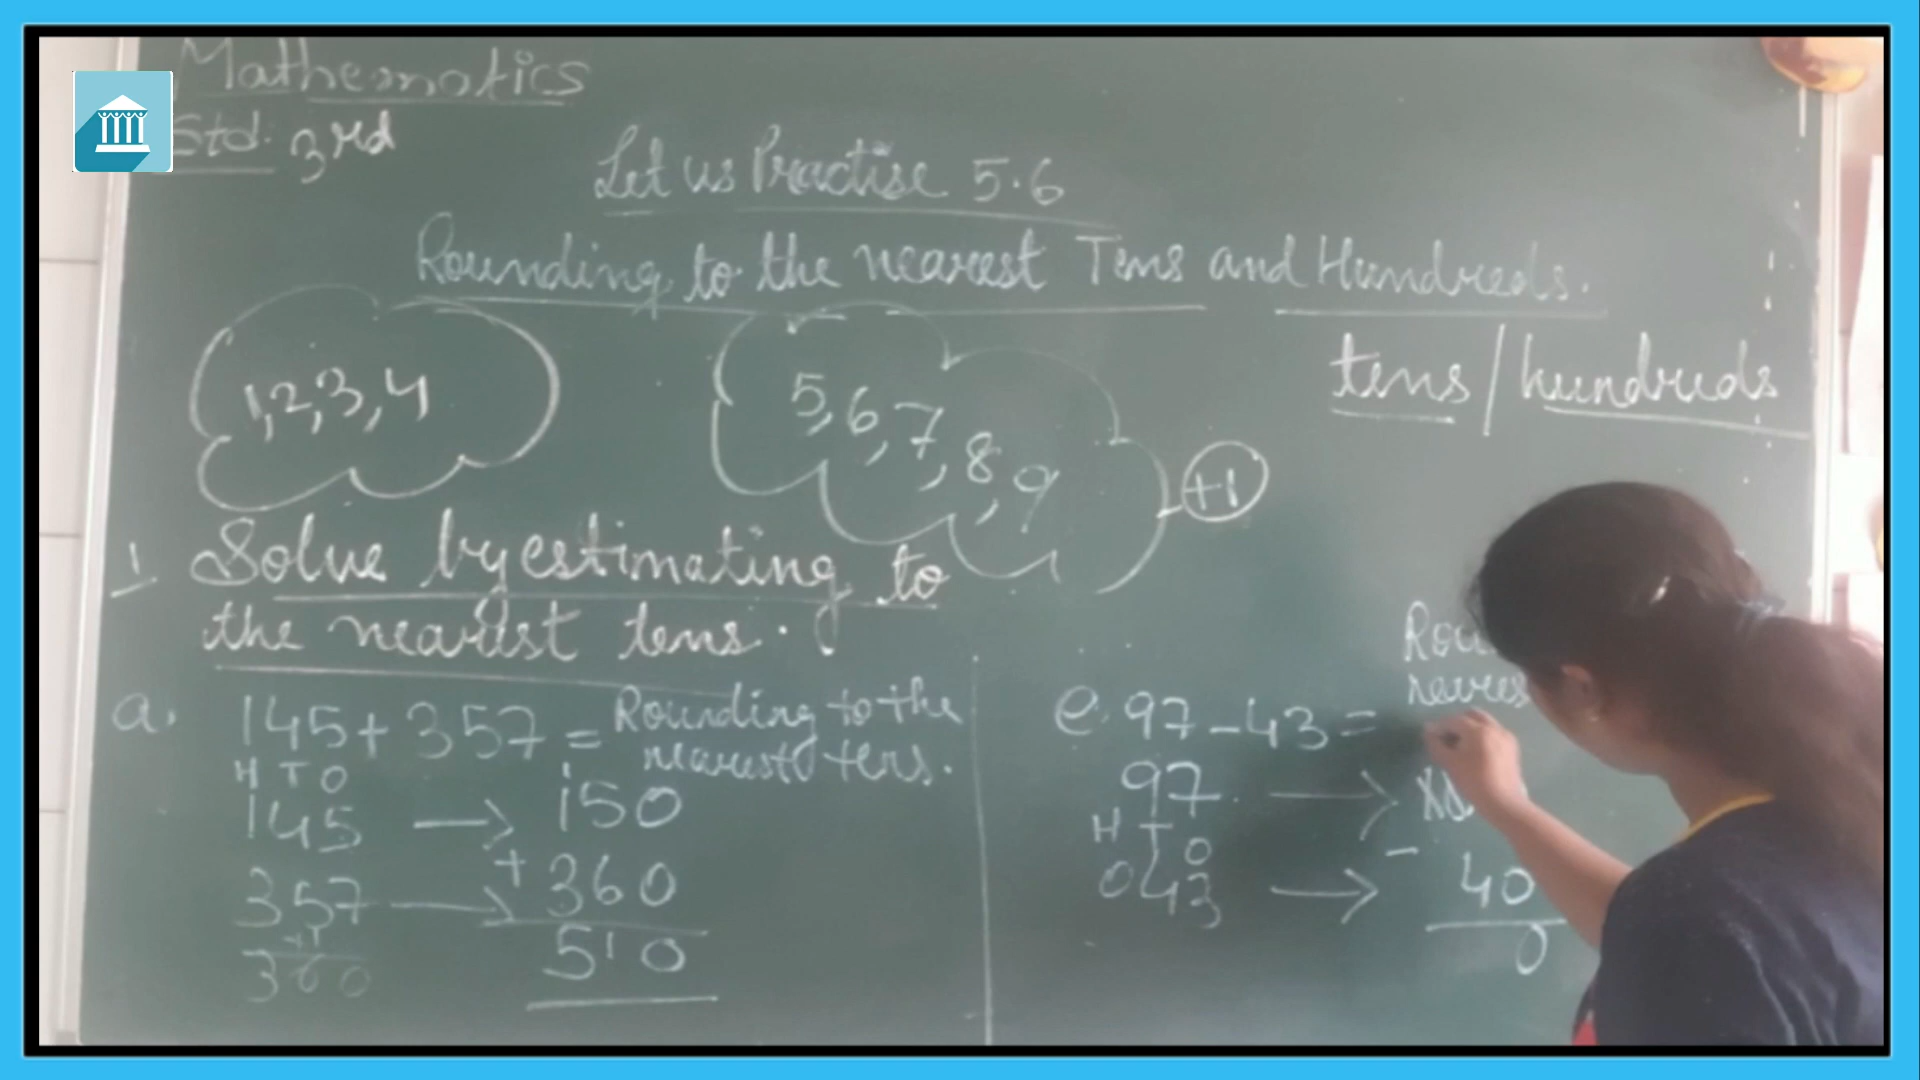 Mathematics
Std. 3rd
Let us Practise 5.6
Rounding to the nearest Tens and Hundreds.
tens / hundreds
1,2,3,4
5,6,7,8,9
+1
1 Solve by estimating to
the nearest tens.
a. 145 + 357 = Rounding to the
nearest tens.
H T O
145 → 150
357 → + 360
+1
360
510
e. 97 - 43 =
97 →
H T O
043 → - 40
0